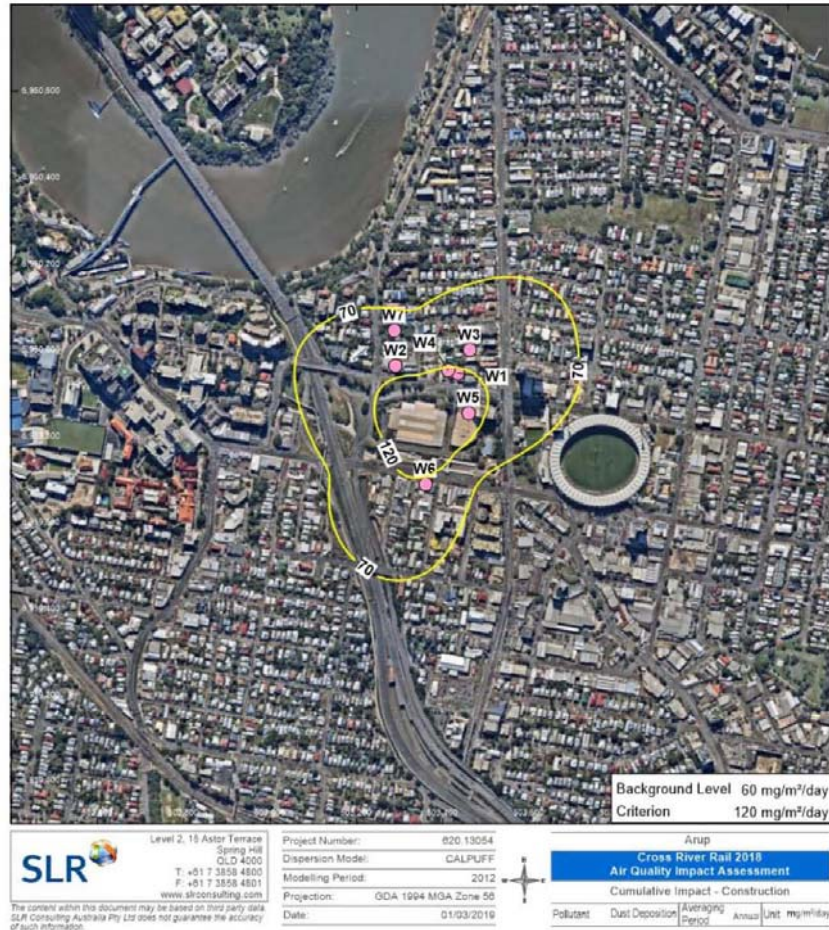 6,960,600
70
W7
W4
W3
W2
70
W1
W5
120
W6
70
Background Level 60 mg/m²/day
Criterion 120 mg/m²/day
SLR
Level 2, 15 Astor Terrace
Spring Hill
QLD 4000
T: +61 7 3858 4800
F: +61 7 3858 4801
www.slrconsulting.com
The content within this document may be based on third party data.
SLR Consulting Australia Pty Ltd does not guarantee the accuracy
of such information.
Project Number: 620.13054
Dispersion Model: CALPUFF
Modelling Period: 2012
Projection: GDA 1994 MGA Zone 56
Date: 01/03/2019
Arup
Cross River Rail 2018
Air Quality Impact Assessment
Cumulative Impact - Construction
Pollutant Dust Deposition Averaging Period Annual Unit mg/m²/day